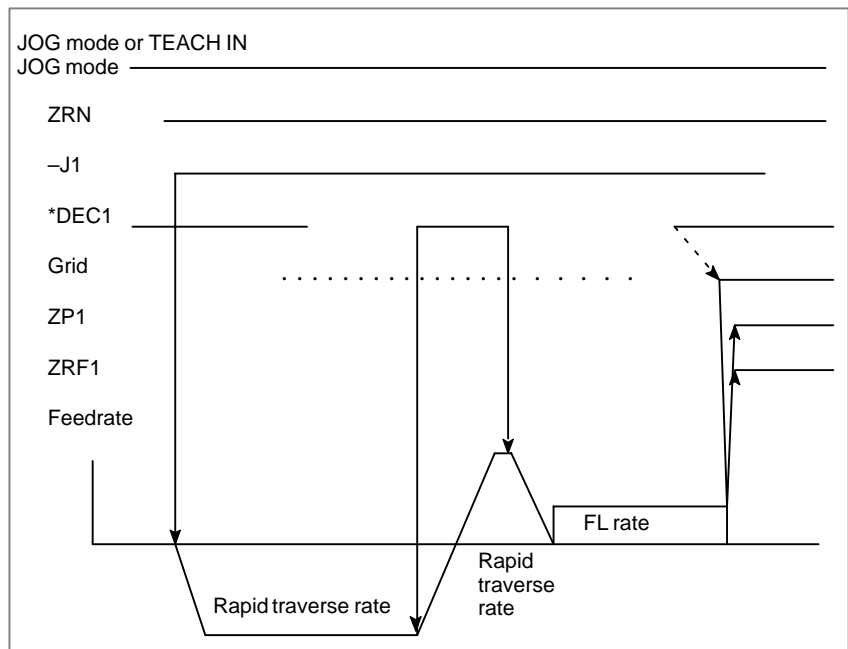 JOG mode or TEACH IN
JOG mode
ZRN
–J1
*DEC1
Grid
ZP1
ZRF1
Feedrate
FL rate
Rapid
traverse
rate
Rapid traverse rate